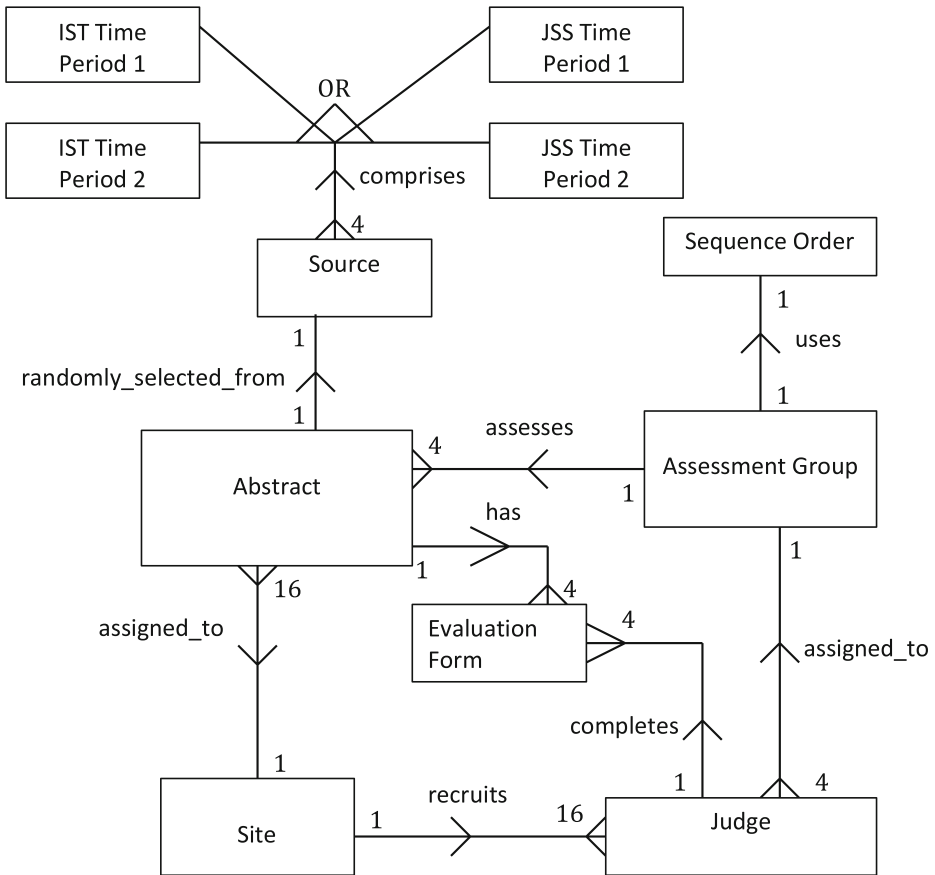 IST Time
Period 1
JSS Time
Period 1
OR
IST Time
Period 2
JSS Time
Period 2
comprises
4
Source
Sequence Order
1
1
uses
randomly_selected_from
1
1
assesses
4
Abstract
Assessment Group
1
has
1
1
16
4
Evaluation
Form
4
assigned_to
assigned_to
completes
1
1
4
recruits
1
16
Site
Judge